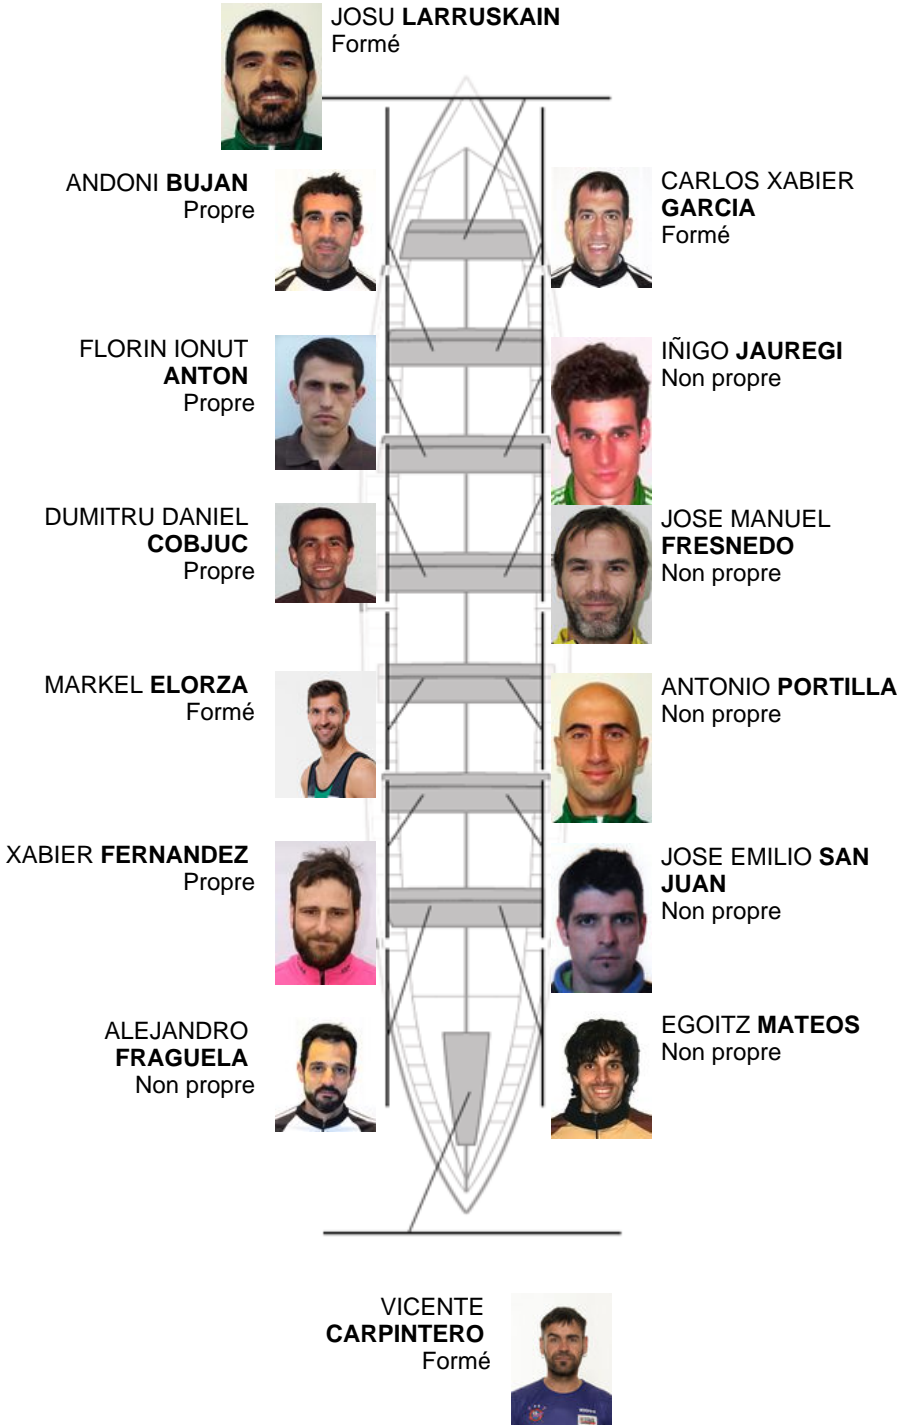 JOSU LARRUSKAIN
Formé
ANDONI BUJAN
Propre
CARLOS XABIER
GARCIA
Formé
FLORIN IONUT
ANTON
Propre
IÑIGO JAUREGI
Non propre
DUMITRU DANIEL
COBJUC
Propre
JOSE MANUEL
FRESNEDO
Non propre
MARKEL ELORZA
Formé
ANTONIO PORTILLA
Non propre
XABIER FERNANDEZ
Propre
JOSE EMILIO SAN
JUAN
Non propre
ALEJANDRO
FRAGUELA
Non propre
EGOITZ MATEOS
Non propre
VICENTE
CARPINTERO
Formé